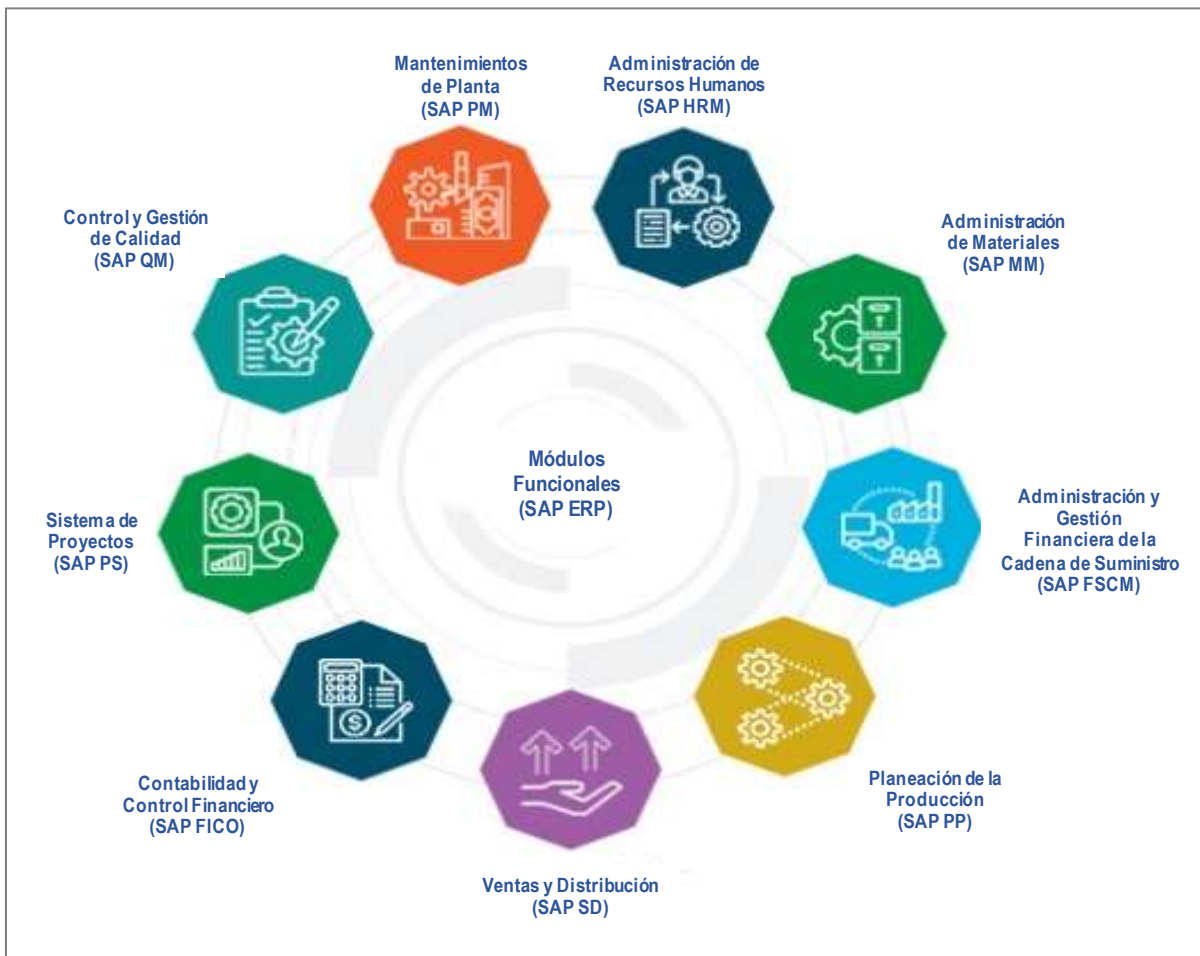 Mantenimientos
de Planta
(SAP PM)
Administración de
Recursos Humanos
(SAP HRM)
Control y Gestión
de Calidad
(SAP QM)
Administración
de Materiales
(SAP MM)
Módulos
Funcionales
(SAP ERP)
Sistema de
Proyectos
(SAP PS)
Administración y
Gestión
Financiera de la
Cadena de Suministro
(SAP FSCM)
Contabilidad y
Control Financiero
(SAP FICO)
Planeación de la
Producción
(SAP PP)
Ventas y Distribución
(SAP SD)